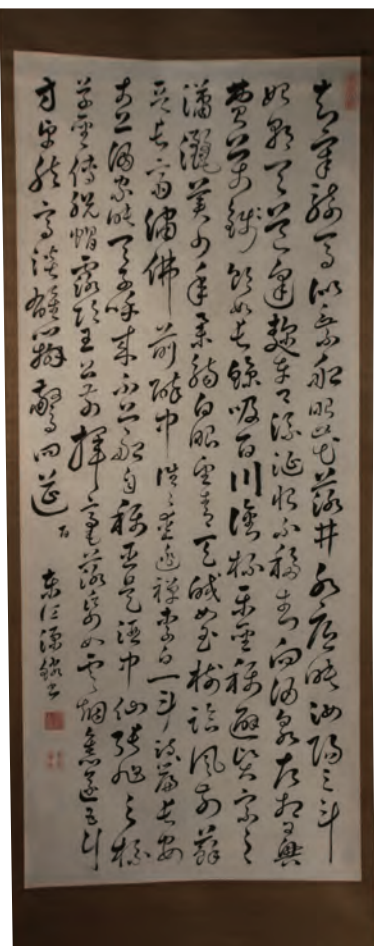 知章騎馬似乘船眼花落井水底眠汝陽三斗
始朝天道逢麴車口流涎恨不移封向酒泉左相日興
費萬錢飲如長鯨吸百川銜杯樂聖稱避賢宗之
瀟灑美少年舉觴白眼望青天皎如玉樹臨風前蘇
晉長齋繡佛前醉中往々愛逃禪李白一斗詩篇長安
市上酒家眠天子呼來不上船自稱臣是酒中仙張旭三杯
草聖傳脫帽露頂王公前揮毫落紙如雲烟焦遂五斗
方卓然高談雄辯驚四筵 百
東江源鱗書